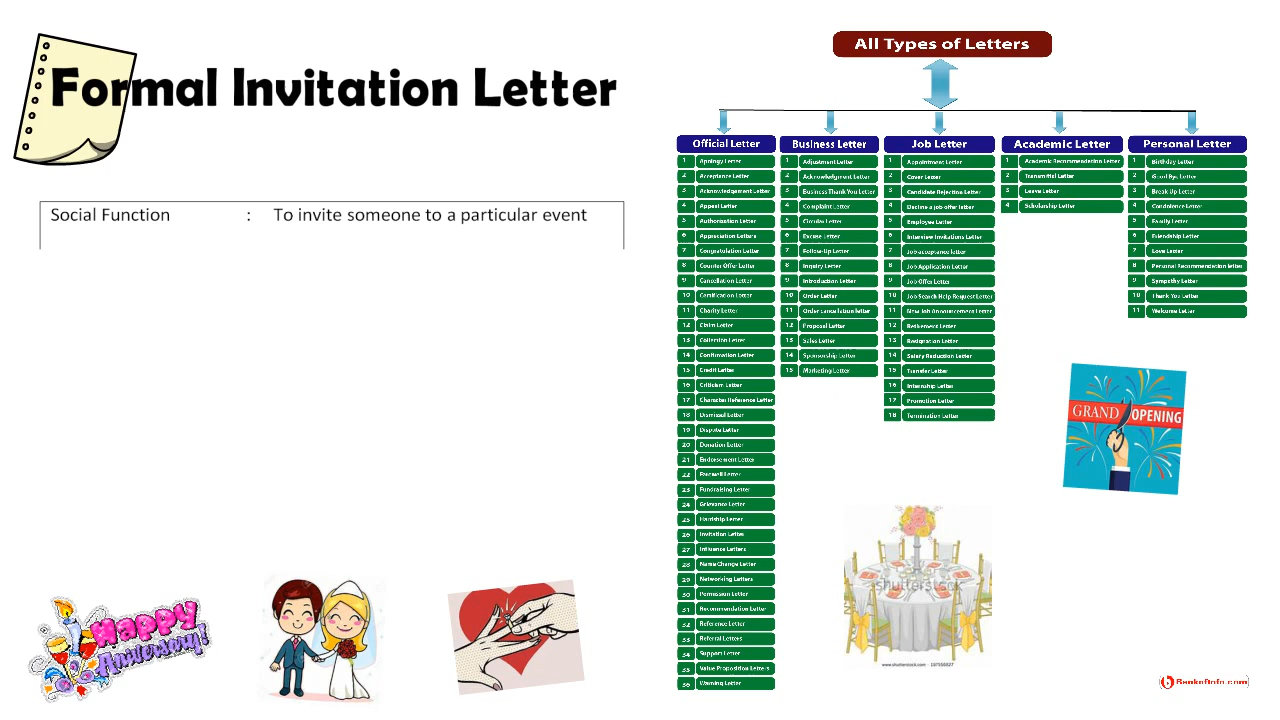 Formal Invitation Letter
Social Function : To invite someone to a particular event
Happy
Anniversary!
All Types of Letters
Official Letter
1 Apology Letter
2 Acceptance Letter
3 Acknowledgement Letter
4 Appeal Letter
5 Authorization Letter
6 Appreciation Letters
7 Congratulation Letter
8 Counter Offer Letter
9 Cancellation Letter
10 Certification Letter
11 Charity Letter
12 Claim Letter
13 Collection Letter
14 Confirmation Letter
15 Credit Letter
16 Criticism Letter
17 Character Reference Letter
18 Dismissal Letter
19 Dispute Letter
20 Donation Letter
21 Endorsement Letter
22 Farewell Letter
23 Fundraising Letter
24 Grievance Letter
25 Hardship Letter
26 Invitation Letter
27 Influence Letters
28 Name Change Letter
29 Networking Letters
30 Permission Letter
31 Recommendation Letter
32 Reference Letter
33 Referral Letters
34 Support Letter
35 Value Proposition Letters
36 Warning Letter
Business Letter
1 Adjustment Letter
2 Acknowledgment Letter
3 Business Thank You Letter
4 Complaint Letter
5 Circular Letter
6 Excuse Letter
7 Follow-Up Letter
8 Inquiry Letter
9 Introduction Letter
10 Order Letter
11 Order cancellation letter
12 Proposal Letter
13 Sales Letter
14 Sponsorship Letter
15 Marketing Letter
Job Letter
1 Appointment Letter
2 Cover Letter
3 Candidate Rejection Letter
4 Decline a job offer letter
5 Employee Letter
6 Interview Invitations Letter
7 Job acceptance letter
8 Job Application Letter
9 Job Offer Letter
10 Job Search Help Request Letter
11 New Job Announcement Letter
12 Retirement Letter
13 Resignation Letter
14 Salary Reduction Letter
15 Transfer Letter
16 Internship Letter
17 Promotion Letter
18 Termination Letter
Academic Letter
1 Academic Recommendation Letter
2 Transmittal Letter
3 Leave Letter
4 Scholarship Letter
Personal Letter
1 Birthday Letter
2 Good Bye Letter
3 Break Up Letter
4 Condolence Letter
5 Family Letter
6 Friendship Letter
7 Love Letter
8 Personal Recommendation letter
9 Sympathy Letter
10 Thank You Letter
11 Welcome Letter
GRAND OPENING
shutterstock
www.shutterstock.com
BankofInfo.com